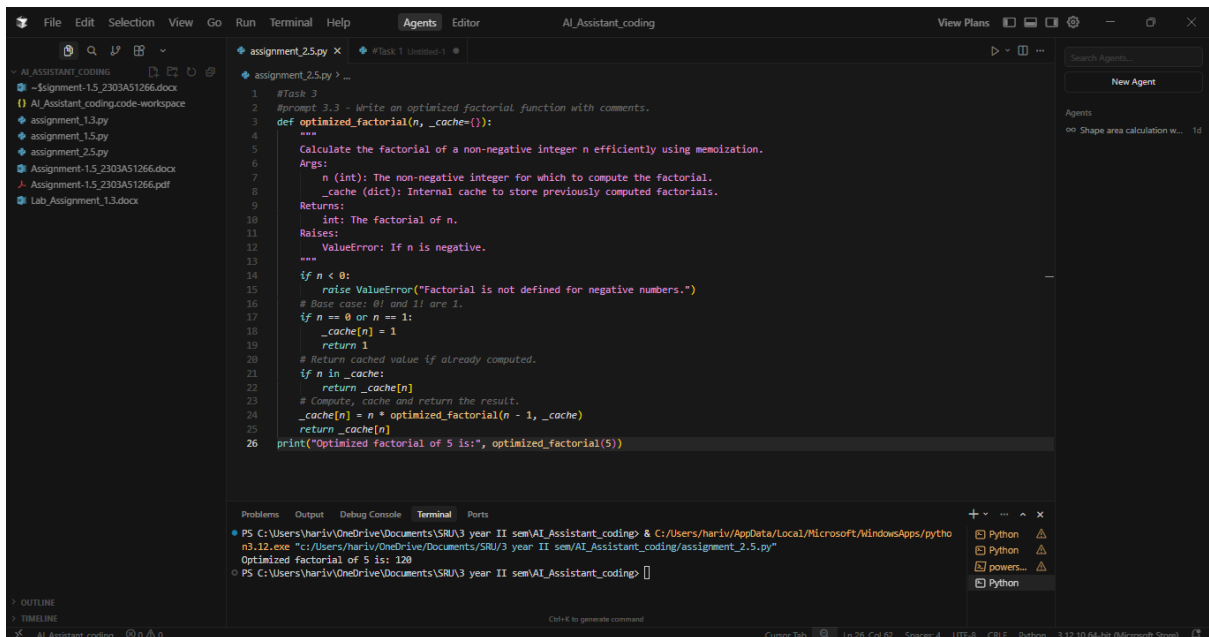 File Edit Selection View Go Run Terminal Help Agents Editor AI_Assistant_coding View Plans
assignment_2.5.py × #Task 1 Untitled-1
AI_ASSISTANT_CODING
~$signment-1.5_2303A51266.docx
{} AI_Assistant_coding.code-workspace
assignment_1.3.py
assignment_1.5.py
assignment_2.5.py
Assignment-1.5_2303A51266.docx
Assignment-1.5_2303A51266.pdf
Lab_Assignment_1.3.docx
> OUTLINE
> TIMELINE
assignment_2.5.py > ...
1 #Task 3
2 #prompt 3.3 - Write an optimized factorial function with comments.
3 def optimized_factorial(n, _cache={}):
4 """
5 Calculate the factorial of a non-negative integer n efficiently using memoization.
6 Args:
7 n (int): The non-negative integer for which to compute the factorial.
8 _cache (dict): Internal cache to store previously computed factorials.
9 Returns:
10 int: The factorial of n.
11 Raises:
12 ValueError: If n is negative.
13 """
14 if n < 0:
15 raise ValueError("Factorial is not defined for negative numbers.")
16 # Base case: 0! and 1! are 1.
17 if n == 0 or n == 1:
18 _cache[n] = 1
19 return 1
20 # Return cached value if already computed.
21 if n in _cache:
22 return _cache[n]
23 # Compute, cache and return the result.
24 _cache[n] = n * optimized_factorial(n - 1, _cache)
25 return _cache[n]
26 print("Optimized factorial of 5 is:", optimized_factorial(5))
Problems Output Debug Console Terminal Ports
PS C:\Users\hariv\OneDrive\Documents\SRU\3 year II sem\AI_Assistant_coding> & C:/Users/hariv/AppData/Local/Microsoft/WindowsApps/pytho
n3.12.exe "c:/Users/hariv/OneDrive/Documents/SRU/3 year II sem/AI_Assistant_coding/assignment_2.5.py"
Optimized factorial of 5 is: 120
PS C:\Users\hariv\OneDrive\Documents\SRU\3 year II sem\AI_Assistant_coding>
Ctrl+K to generate command
Python
Python
powers...
Python
Search Agents...
New Agent
Agents
Shape area calculation w... 1d
AI_Assistant_coding 0 0 Cursor Tab Ln 26, Col 62 Spaces: 4 UTF-8 CRLF Python 3.12.10 64-bit (Microsoft Store)